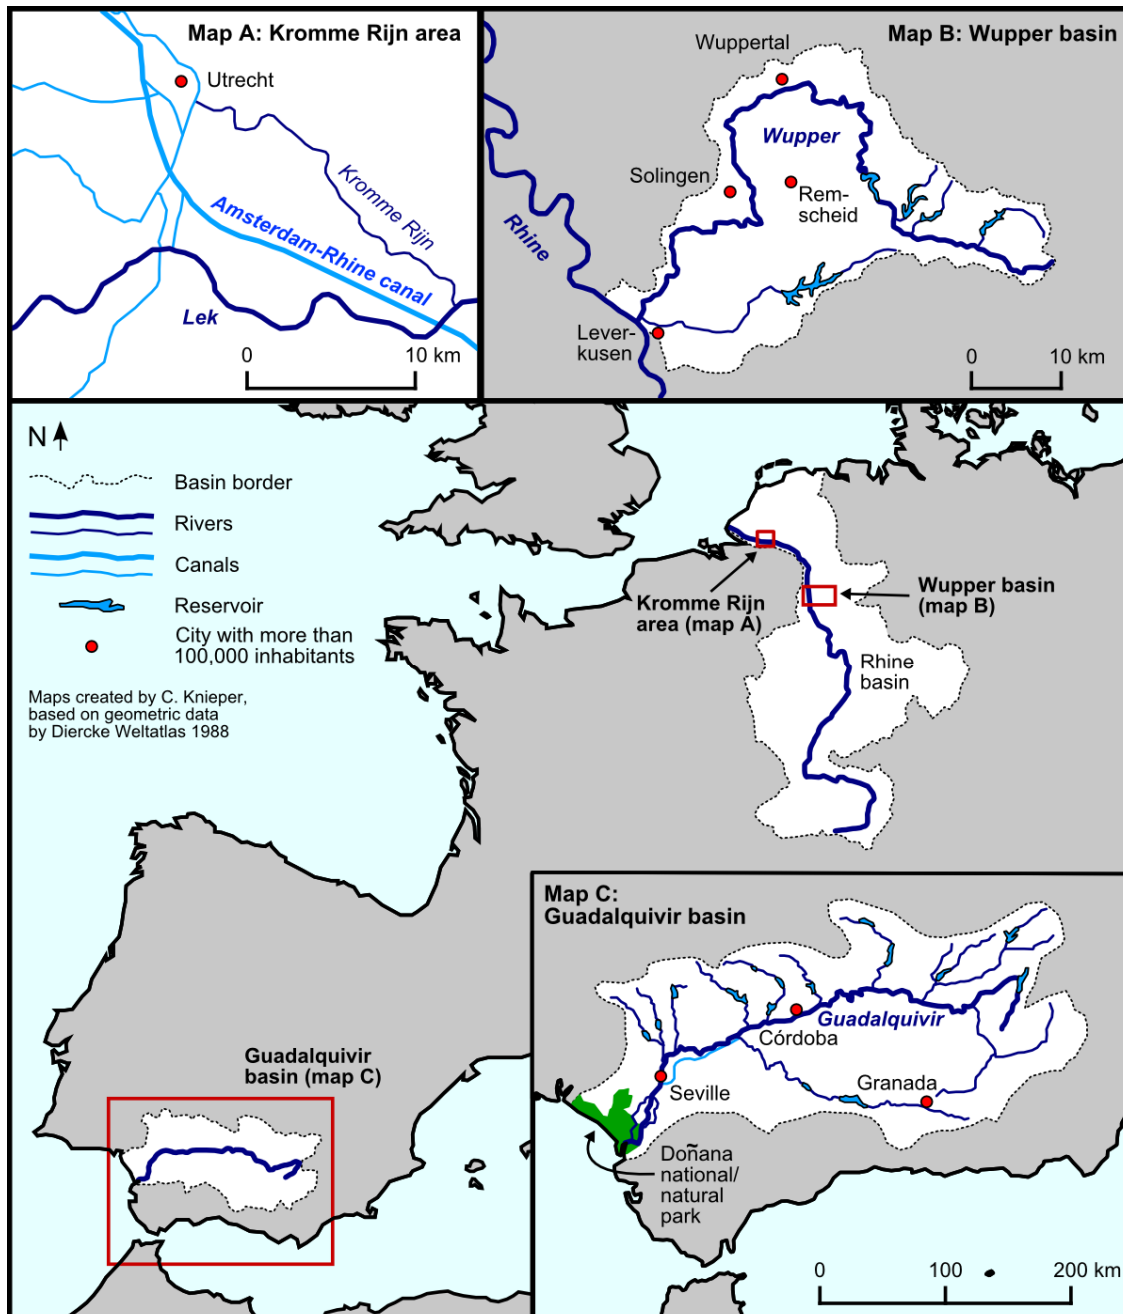 Map A: Kromme Rijn area
Utrecht
Kromme Rijn
Amsterdam-Rhine canal
Lek
0
10 km
Map B: Wupper basin
Wuppertal
Wupper
Solingen
Rem-
scheid
Rhine
Lever-
kusen
0
10 km
N
Basin border
Rivers
Canals
Reservoir
City with more than
100,000 inhabitants
Maps created by C. Knieper,
based on geometric data
by Diercke Weltatlas 1988
Kromme Rijn
area (map A)
Wupper basin
(map B)
Rhine
basin
Guadalquivir
basin (map C)
Map C:
Guadalquivir basin
Guadalquivir
Córdoba
Seville
Granada
Doñana
national/
natural
park
0
100
200 km